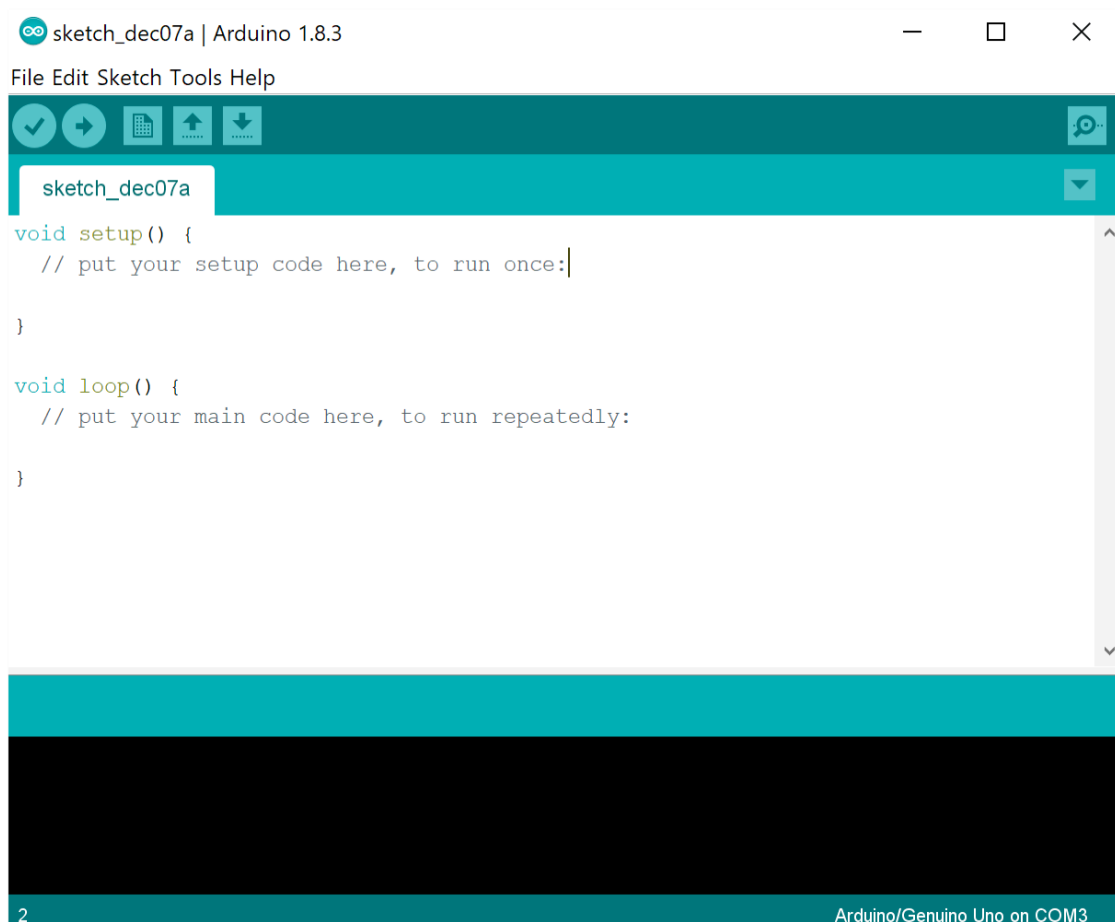 sketch_dec07a | Arduino 1.8.3
File Edit Sketch Tools Help
sketch_dec07a
void setup() {
  // put your setup code here, to run once:
}
void loop() {
  // put your main code here, to run repeatedly:
}
2 Arduino/Genuino Uno on COM3